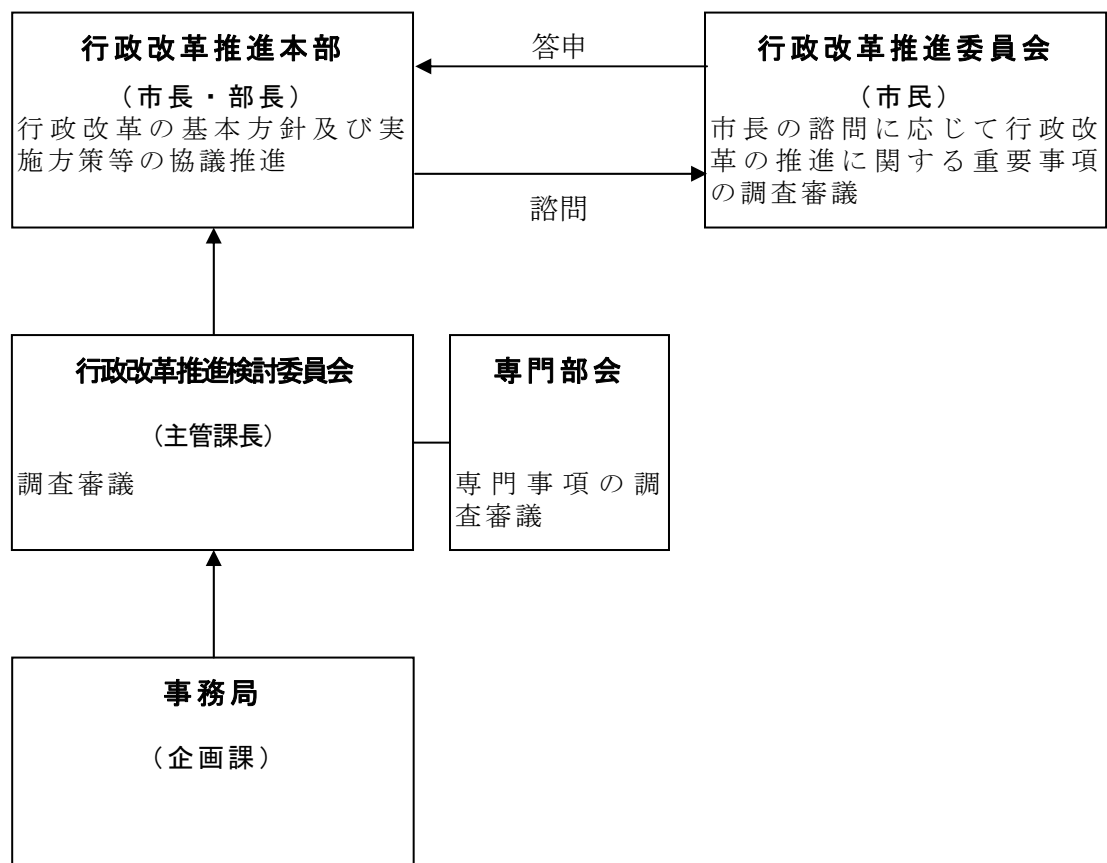 行政改革推進本部
（市長・部長）
行政改革の基本方針及び実
施方策等の協議推進
答申
諮問
行政改革推進委員会
（市民）
市長の諮問に応じて行政改
革の推進に関する重要事項
の調査審議
行政改革推進検討委員会
（主管課長）
調査審議
専門部会
専門事項の調
査審議
事務局
（企画課）